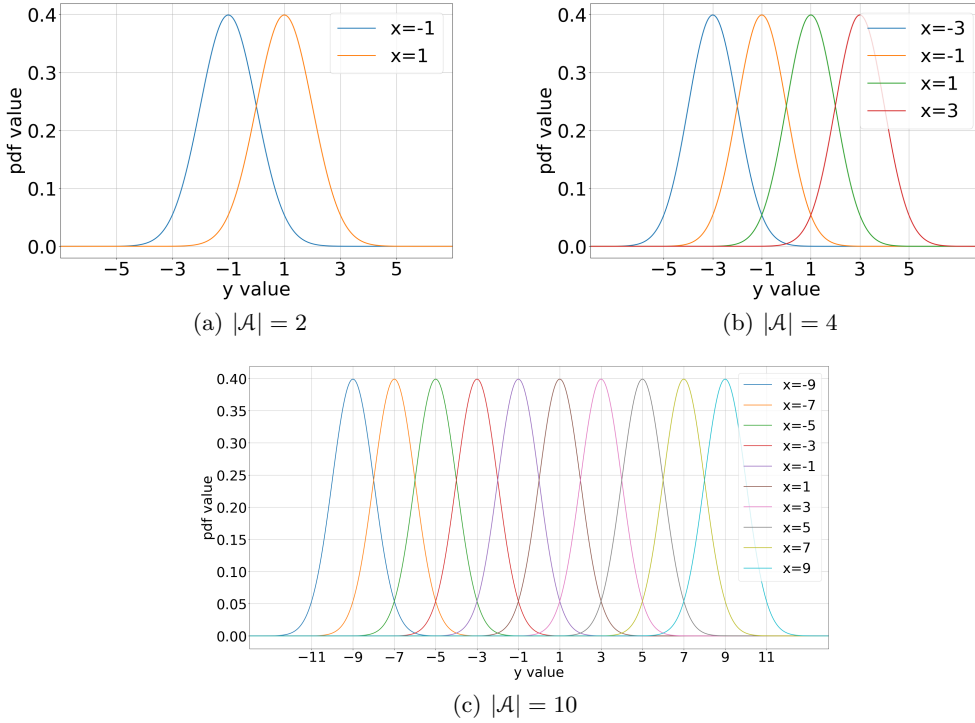 0.4
0.3
0.2
0.1
0.0
pdf value
−5
−3
−1
1
3
5
y value
x=-1
x=1
(a) |𝒜| = 2
0.4
0.3
0.2
0.1
0.0
pdf value
−5
−3
−1
1
3
5
y value
x=-3
x=-1
x=1
x=3
(b) |𝒜| = 4
0.40
0.35
0.30
0.25
0.20
0.15
0.10
0.05
0.00
pdf value
−11
−9
−7
−5
−3
−1
1
3
5
7
9
11
y value
x=-9
x=-7
x=-5
x=-3
x=-1
x=1
x=3
x=5
x=7
x=9
(c) |𝒜| = 10